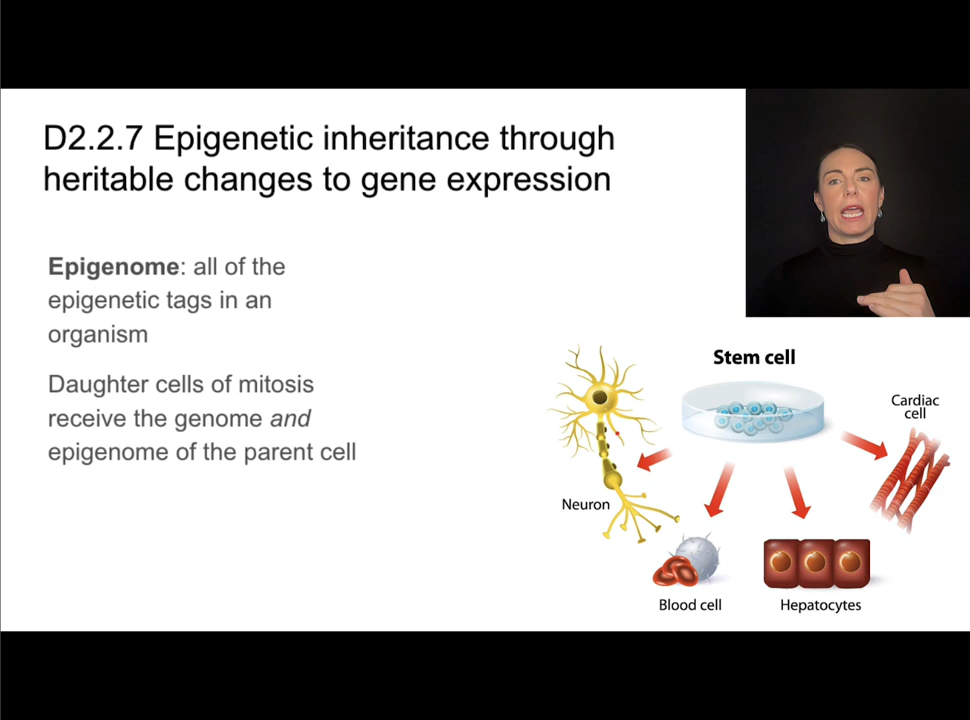 D2.2.7 Epigenetic inheritance through
heritable changes to gene expression
Epigenome: all of the
epigenetic tags in an
organism
Daughter cells of mitosis
receive the genome and
epigenome of the parent cell
Stem cell
Cardiac
cell
Neuron
Blood cell
Hepatocytes